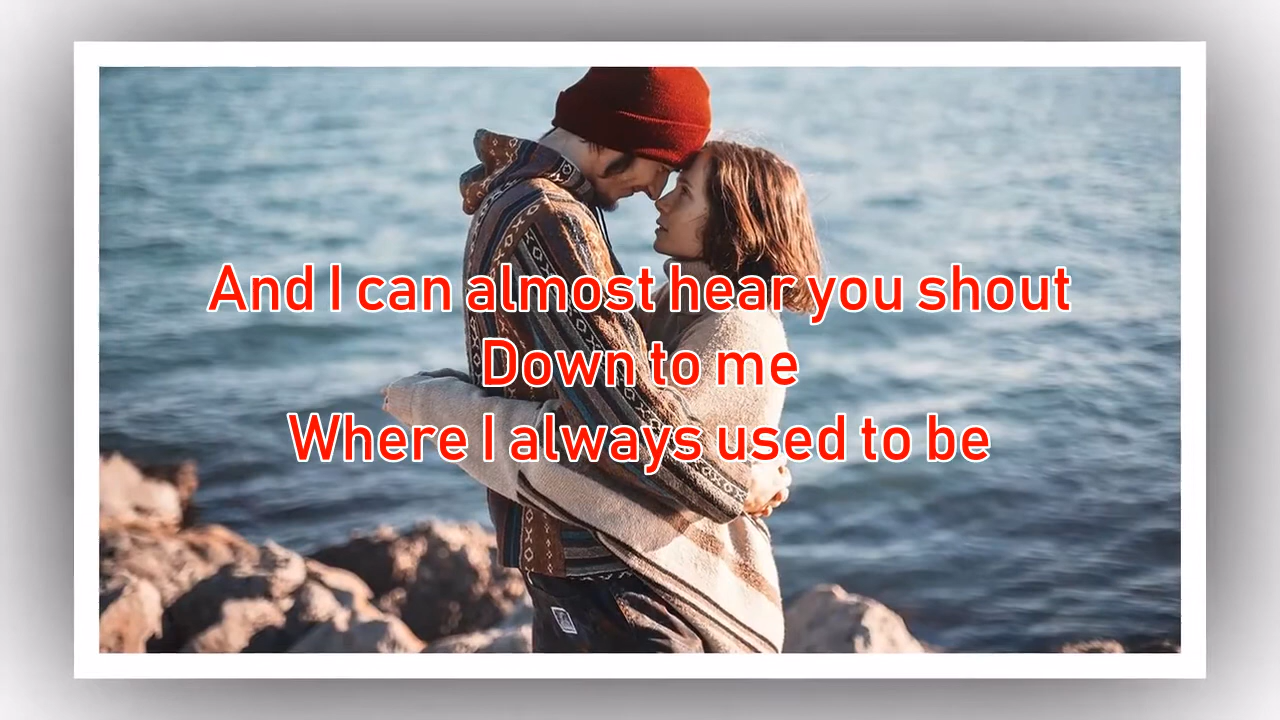 And I can almost hear you shout
Down to me
Where I always used to be